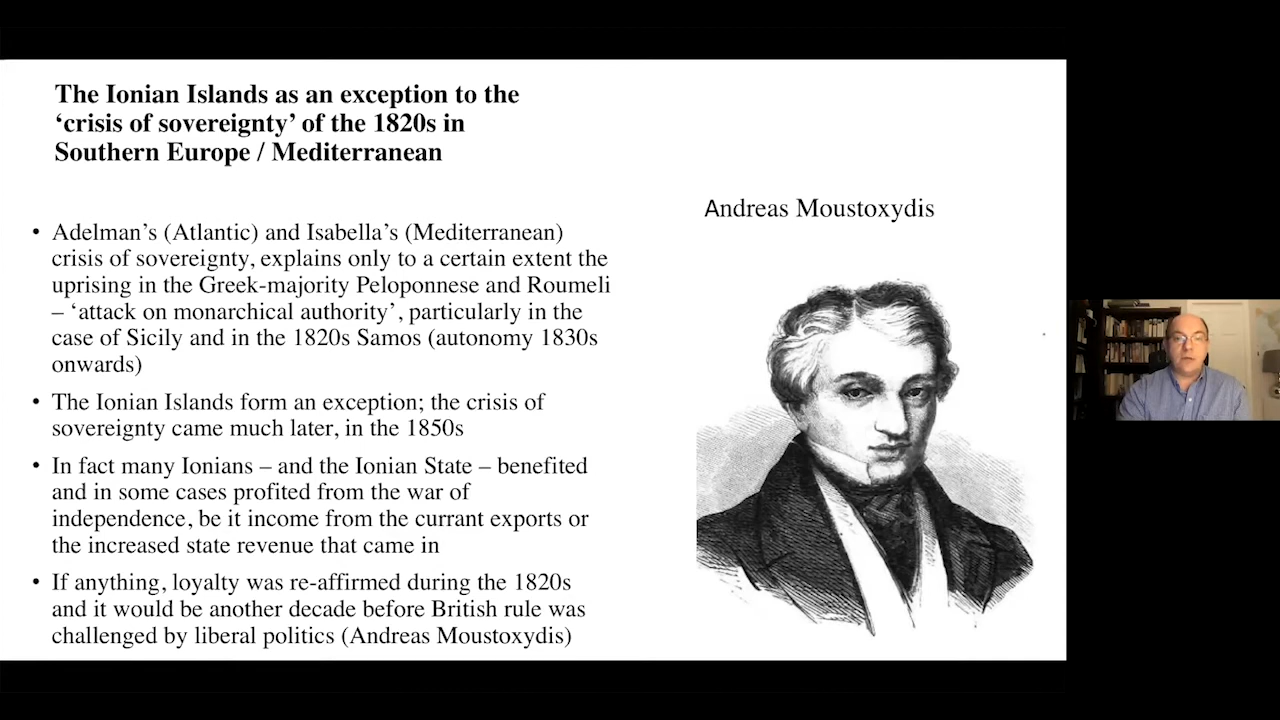 The Ionian Islands as an exception to the
‘crisis of sovereignty’ of the 1820s in
Southern Europe / Mediterranean
• Adelman’s (Atlantic) and Isabella’s (Mediterranean)
crisis of sovereignty, explains only to a certain extent the
uprising in the Greek-majority Peloponnese and Roumeli
– ‘attack on monarchical authority’, particularly in the
case of Sicily and in the 1820s Samos (autonomy 1830s
onwards)
• The Ionian Islands form an exception; the crisis of
sovereignty came much later, in the 1850s
• In fact many Ionians – and the Ionian State – benefited
and in some cases profited from the war of
independence, be it income from the currant exports or
the increased state revenue that came in
• If anything, loyalty was re-affirmed during the 1820s
and it would be another decade before British rule was
challenged by liberal politics (Andreas Moustoxydis)
Andreas Moustoxydis